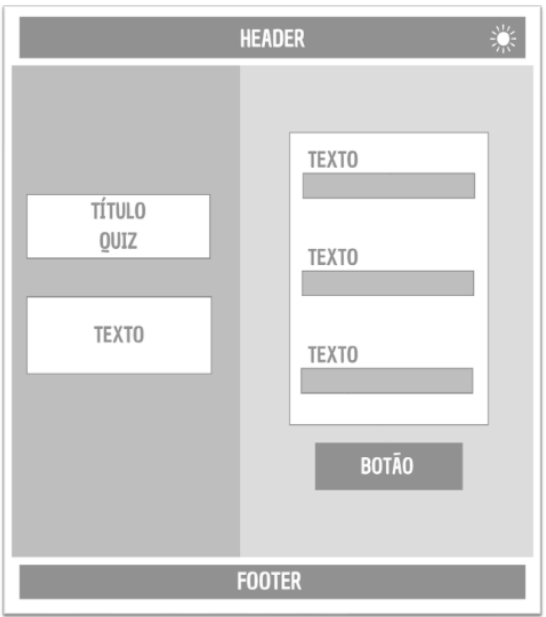 HEADER
TÍTULO
QUIZ
TEXTO
TEXTO
TEXTO
TEXTO
BOTÃO
FOOTER